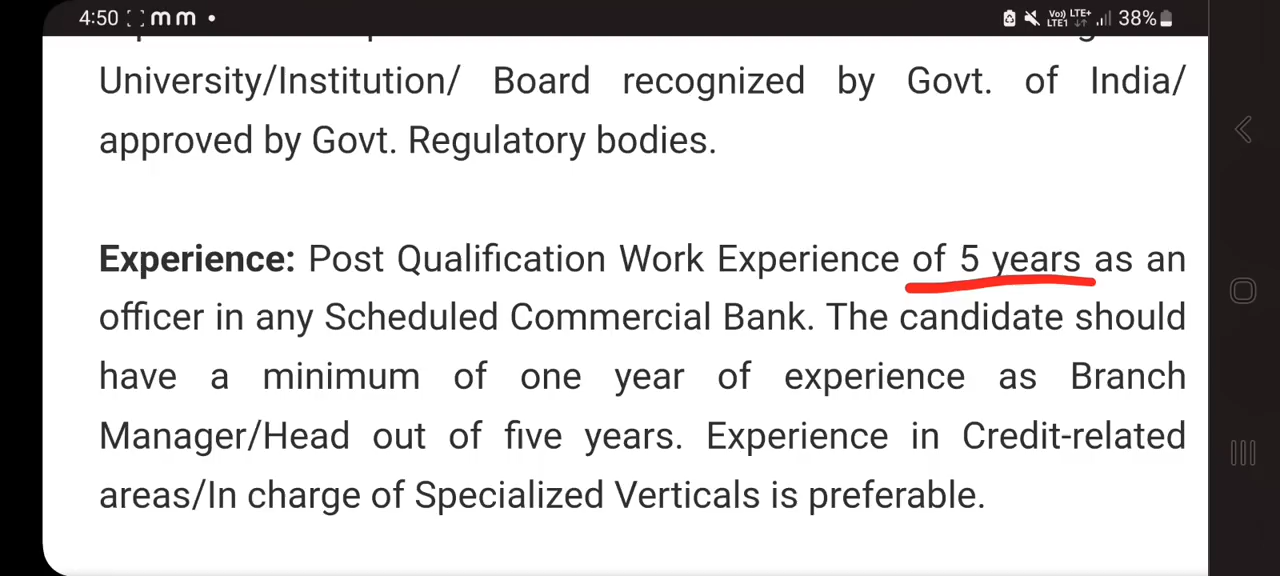 4:50 m m
Vo) LTE+
LTE1 38%
University/Institution/ Board recognized by Govt. of India/
approved by Govt. Regulatory bodies.
Experience: Post Qualification Work Experience of 5 years as an
officer in any Scheduled Commercial Bank. The candidate should
have a minimum of one year of experience as Branch
Manager/Head out of five years. Experience in Credit-related
areas/In charge of Specialized Verticals is preferable.